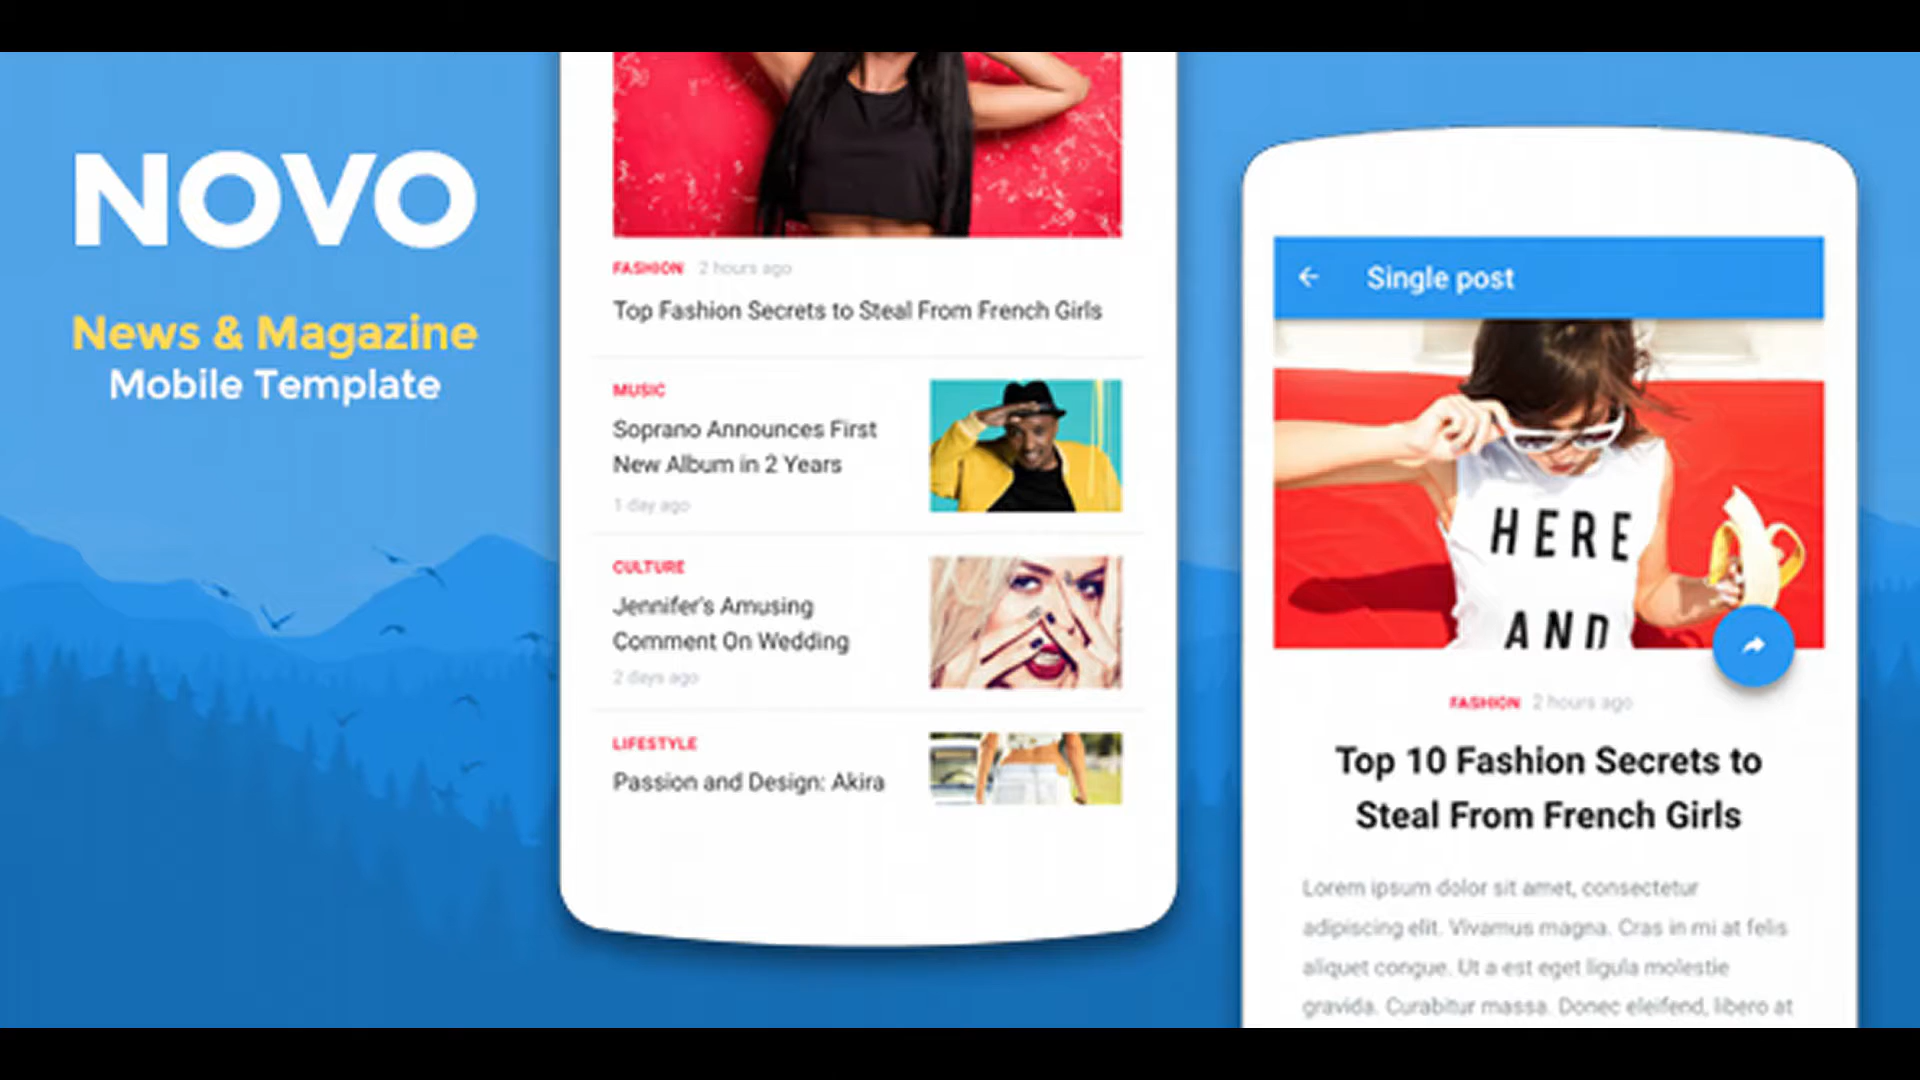 NOVO
News & Magazine
Mobile Template
FASHION 2 hours ago
Top Fashion Secrets to Steal From French Girls
MUSIC
Soprano Announces First
New Album in 2 Years
1 day ago
CULTURE
Jennifer's Amusing
Comment On Wedding
2 days ago
LIFESTYLE
Passion and Design: Akira
Single post
HERE
AND
FASHION 2 hours ago
Top 10 Fashion Secrets to
Steal From French Girls
Lorem ipsum dolor sit amet, consectetur
adipiscing elit. Vivamus magna. Cras in mi at felis
aliquet congue. Ut a est eget ligula molestie
gravida. Curabitur massa. Donec eleifend, libero at